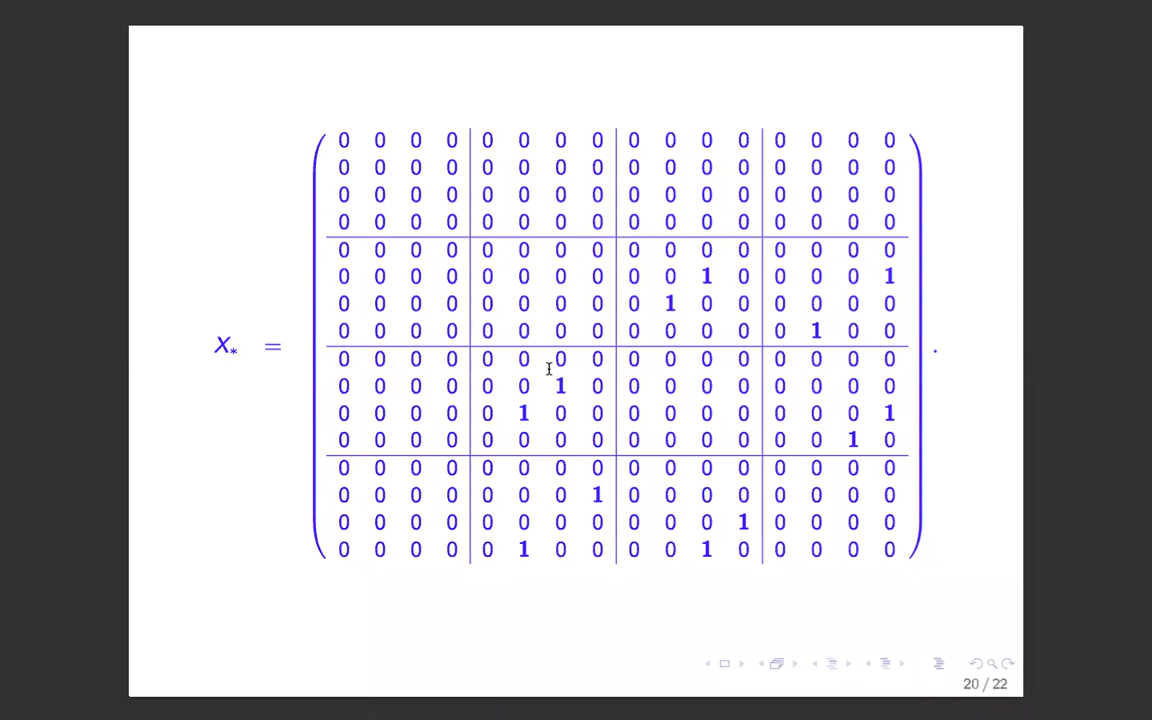 0 0 0 0 0 0 0 0 0 0 0 0 0 0 0 0
0 0 0 0 0 0 0 0 0 0 0 0 0 0 0 0
0 0 0 0 0 0 0 0 0 0 0 0 0 0 0 0
0 0 0 0 0 0 0 0 0 0 0 0 0 0 0 0
0 0 0 0 0 0 0 0 0 0 0 0 0 0 0 0
0 0 0 0 0 0 0 0 0 0 1 0 0 0 0 1
0 0 0 0 0 0 0 0 0 1 0 0 0 0 0 0
0 0 0 0 0 0 0 0 0 0 0 0 0 1 0 0
X* = .
0 0 0 0 0 0 0 0 0 0 0 0 0 0 0 0
0 0 0 0 0 0 1 0 0 0 0 0 0 0 0 0
0 0 0 0 0 1 0 0 0 0 0 0 0 0 0 1
0 0 0 0 0 0 0 0 0 0 0 0 0 0 1 0
0 0 0 0 0 0 0 0 0 0 0 0 0 0 0 0
0 0 0 0 0 0 0 1 0 0 0 0 0 0 0 0
0 0 0 0 0 0 0 0 0 0 0 1 0 0 0 0
0 0 0 0 0 1 0 0 0 0 1 0 0 0 0 0
20 / 22